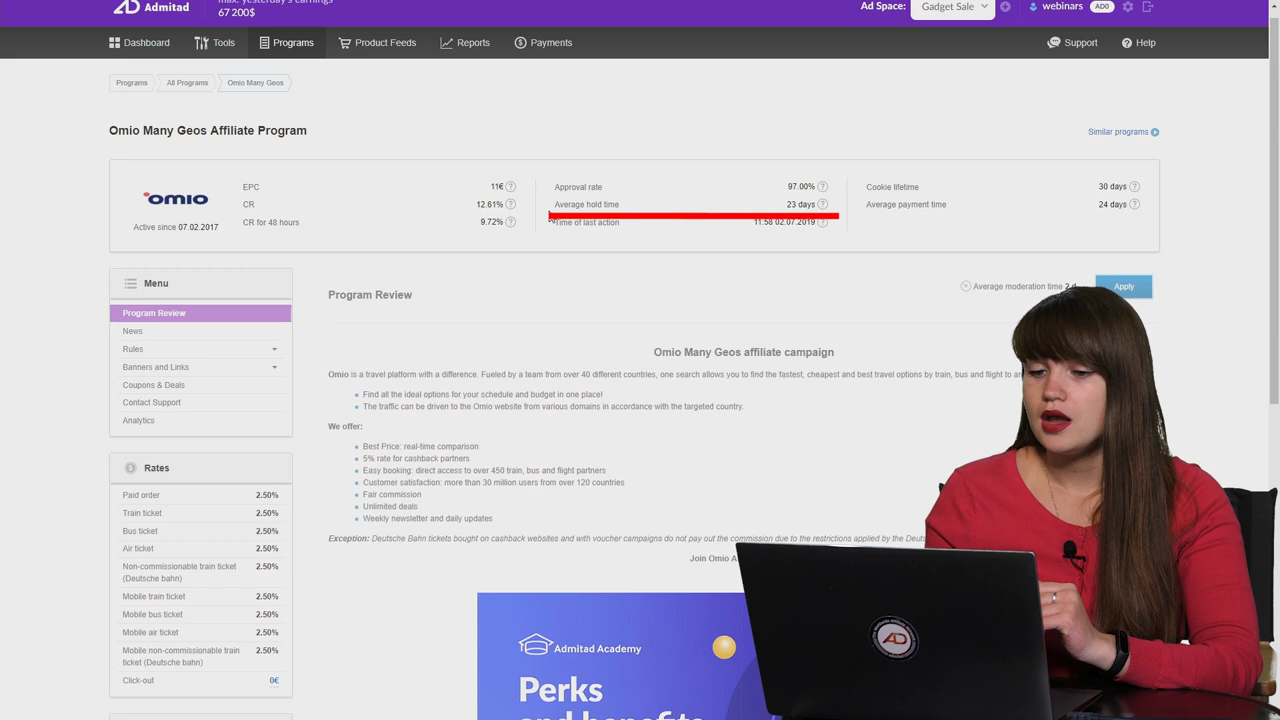 Admitad
max. yesterday's earnings
67 200$
Ad Space:
Gadget Sale
webinars
AD0
Dashboard
Tools
Programs
Product Feeds
Reports
Payments
Support
Help
Programs
All Programs
Omio Many Geos
Omio Many Geos Affiliate Program
Similar programs
omio
Active since 07.02.2017
EPC 11€ ?
CR 12.61% ?
CR for 48 hours 9.72% ?
Approval rate 97.00% ?
Average hold time 23 days ?
Time of last action 11:58 02.07.2019 ?
Cookie lifetime 30 days ?
Average payment time 24 days ?
Menu
Program Review
News
Rules
Banners and Links
Coupons & Deals
Contact Support
Analytics
Rates
Paid order 2.50%
Train ticket 2.50%
Bus ticket 2.50%
Air ticket 2.50%
Non-commissionable train ticket 2.50%
(Deutsche bahn)
Mobile train ticket 2.50%
Mobile bus ticket 2.50%
Mobile air ticket 2.50%
Mobile non-commissionable train 2.50%
ticket (Deutsche bahn)
Click-out 0€
Program Review
Average moderation time 2
Apply
Omio Many Geos affiliate campaign
Omio is a travel platform with a difference. Fueled by a team from over 40 different countries, one search allows you to find the fastest, cheapest and best travel options by train, bus and flight to
Find all the ideal options for your schedule and budget in one place!
The traffic can be driven to the Omio website from various domains in accordance with the targeted country.
We offer:
Best Price: real-time comparison
5% rate for cashback partners
Easy booking: direct access to over 450 train, bus and flight partners
Customer satisfaction: more than 30 million users from over 120 countries
Fair commission
Unlimited deals
Weekly newsletter and daily updates
Exception: Deutsche Bahn tickets bought on cashback websites and with voucher campaigns do not pay out the commission due to the restrictions applied by the
Join Omio
Admitad Academy
Perks
and benefits
AD